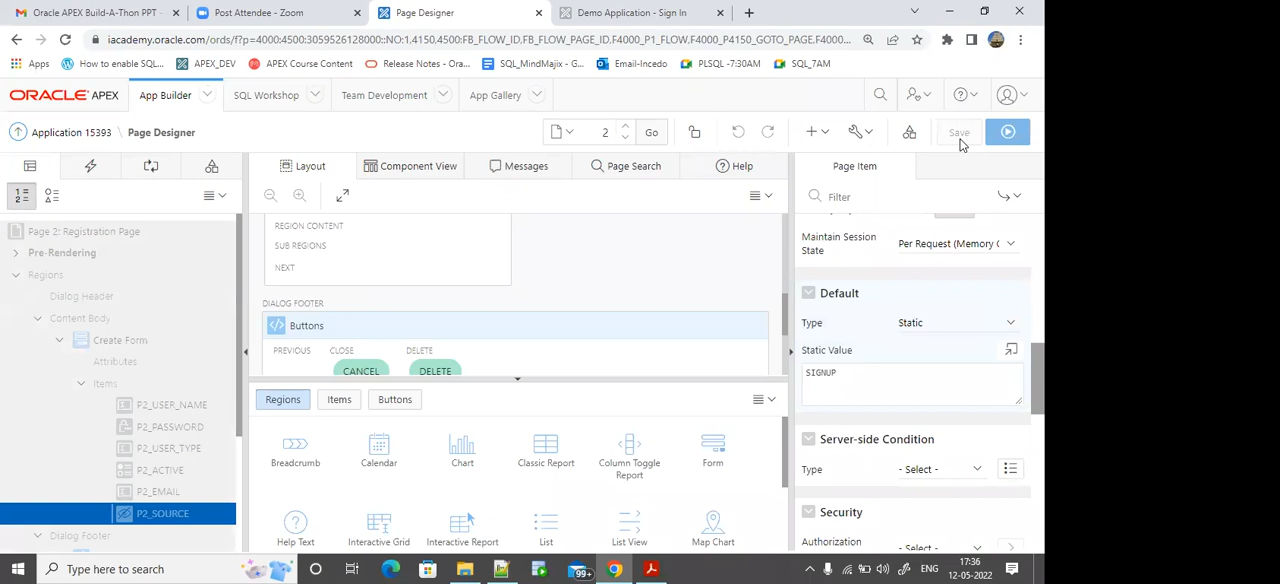 Oracle APEX Build-A-Thon PPT -
Post Attendee - Zoom
Page Designer
Demo Application - Sign In
iacademy.oracle.com/ords/f?p=4000:4500:3059526128000::NO:1,4150,4500:FB_FLOW_ID,FB_FLOW_PAGE_ID,F4000_P1_FLOW,F4000_P4150_GOTO_PAGE,F4000...
Apps
How to enable SQL...
APEX_DEV
APEX Course Content
Release Notes - Ora...
SQL_MindMajix - G...
Email-Incedo
PLSQL -7:30AM
SQL_7AM
ORACLE APEX
App Builder
SQL Workshop
Team Development
App Gallery
Application 15393 \ Page Designer
2
Go
Save
Layout
Component View
Messages
Page Search
Help
Page Item
Filter
Page 2: Registration Page
Pre-Rendering
Regions
Dialog Header
Content Body
Create Form
Attributes
Items
P2_USER_NAME
P2_PASSWORD
P2_USER_TYPE
P2_ACTIVE
P2_EMAIL
P2_SOURCE
Dialog Footer
REGION CONTENT
SUB REGIONS
NEXT
DIALOG FOOTER
Buttons
PREVIOUS
CLOSE
DELETE
CANCEL
DELETE
Regions
Items
Buttons
Breadcrumb
Calendar
Chart
Classic Report
Column Toggle
Report
Form
Help Text
Interactive Grid
Interactive Report
List
List View
Map Chart
Maintain Session
State
Per Request (Memory C
Default
Type
Static
Static Value
SIGNUP
Server-side Condition
Type
- Select -
Security
Authorization
- Select -
Type here to search
99+
ENG
17:36
12-05-2022